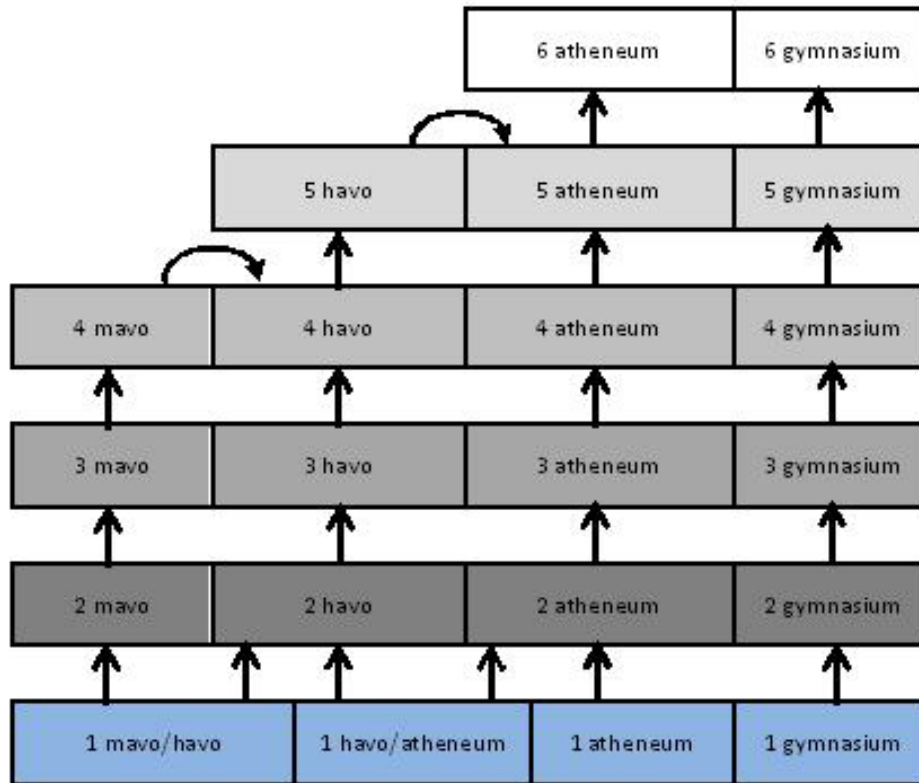 6 atheneum 6 gymnasium
5 havo 5 atheneum 5 gymnasium
4 mavo 4 havo 4 atheneum 4 gymnasium
3 mavo 3 havo 3 atheneum 3 gymnasium
2 mavo 2 havo 2 atheneum 2 gymnasium
1 mavo/havo 1 havo/atheneum 1 atheneum 1 gymnasium